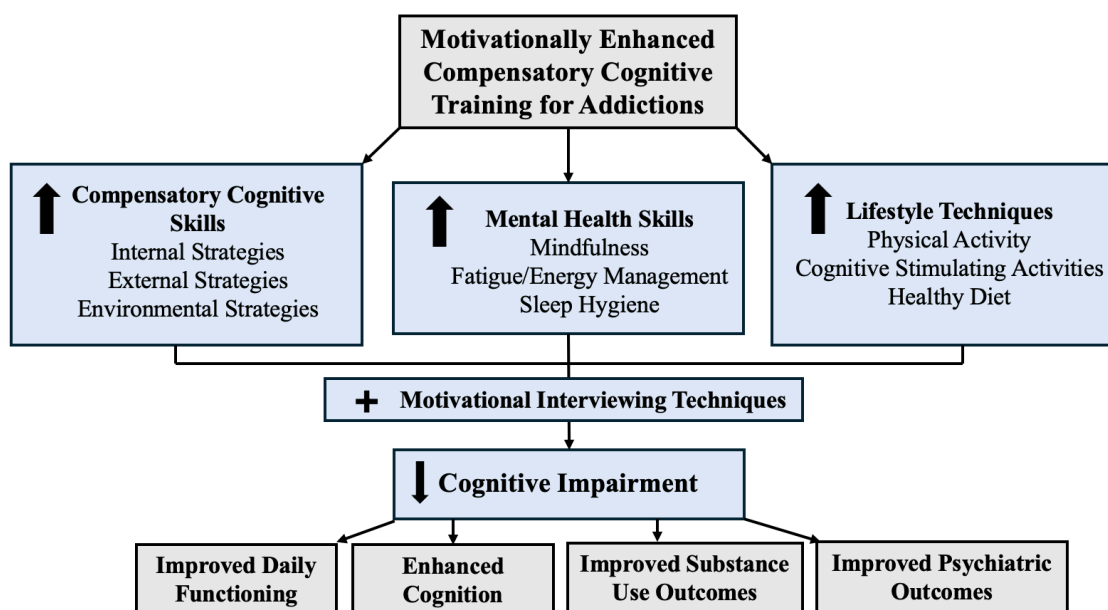 Motivationally Enhanced
Compensatory Cognitive
Training for Addictions
Compensatory Cognitive
Skills
Internal Strategies
External Strategies
Environmental Strategies
Mental Health Skills
Mindfulness
Fatigue/Energy Management
Sleep Hygiene
Lifestyle Techniques
Physical Activity
Cognitive Stimulating Activities
Healthy Diet
+ Motivational Interviewing Techniques
Cognitive Impairment
Improved Daily
Functioning
Enhanced
Cognition
Improved Substance
Use Outcomes
Improved Psychiatric
Outcomes